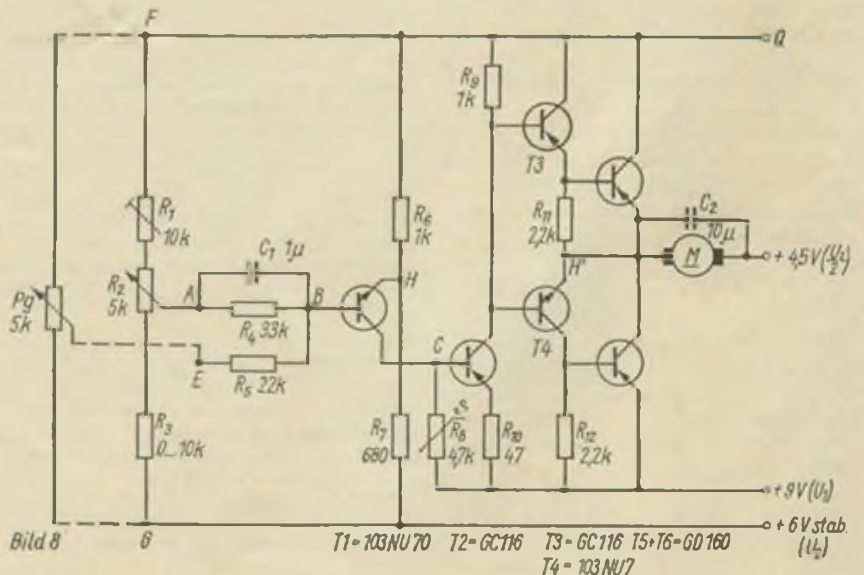 F
Q
R9
1k
T3
R1
10k
R6
1k
R11
2,2k
C2
10µ
M
+4,5V (U1/2)
C1 1µ
A
B
H
H'
R2
5k
Pg
5k
R4 33k
E
R5 22k
C
T4
R3
0...10k
R7
680
ϑ
R8
4,7k
R10
47
R12
2,2k
+9V (U1)
Bild 8
G
T1=103NU70 T2=GC116 T3=GC116 T5+T6=GD160
T4=103NU7
+6V stab.